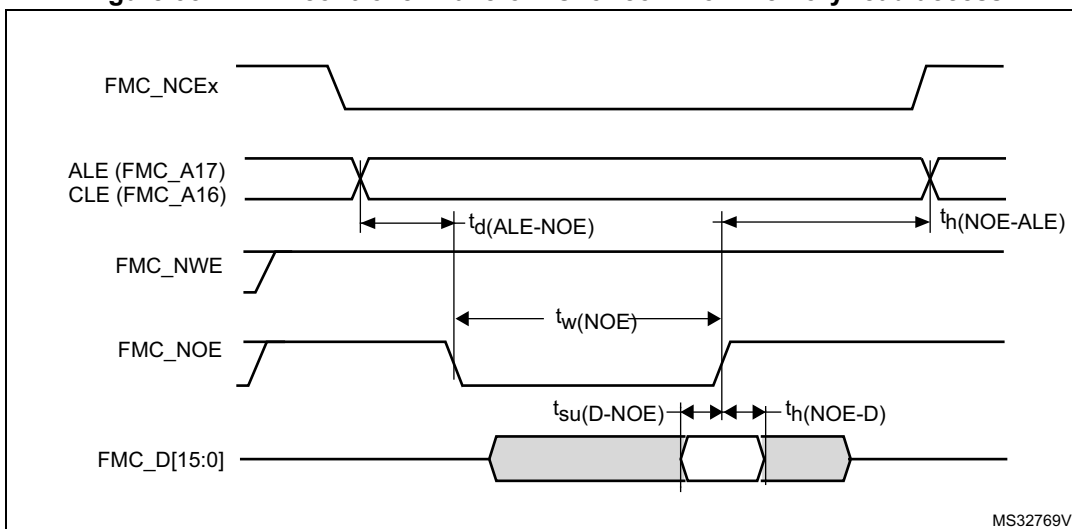 FMC_NCEx
ALE (FMC_A17)
CLE (FMC_A16)
td(ALE-NOE)
th(NOE-ALE)
FMC_NWE
tw(NOE)
FMC_NOE
tsu(D-NOE)
th(NOE-D)
FMC_D[15:0]
MS32769V